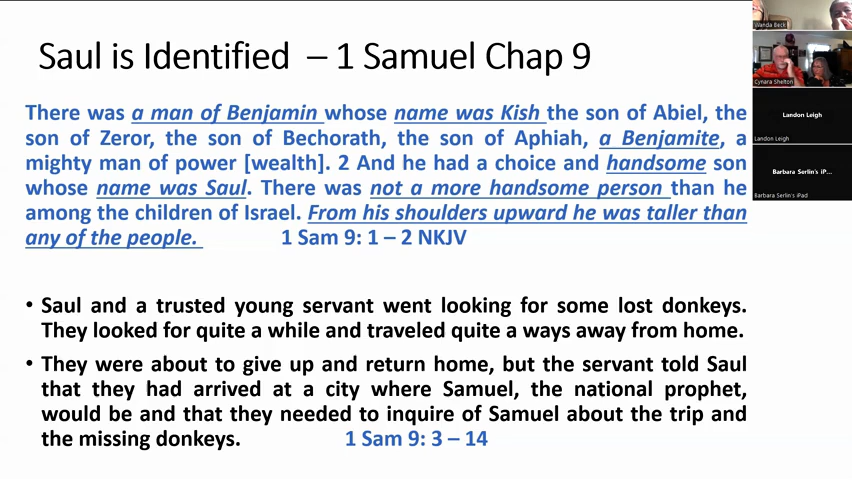 Saul is Identified – 1 Samuel Chap 9
There was a man of Benjamin whose name was Kish the son of Abiel, the
son of Zeror, the son of Bechorath, the son of Aphiah, a Benjamite, a
mighty man of power [wealth]. 2 And he had a choice and handsome son
whose name was Saul. There was not a more handsome person than he
among the children of Israel. From his shoulders upward he was taller than
any of the people. 1 Sam 9: 1 – 2 NKJV
• Saul and a trusted young servant went looking for some lost donkeys.
They looked for quite a while and traveled quite a ways away from home.
• They were about to give up and return home, but the servant told Saul
that they had arrived at a city where Samuel, the national prophet,
would be and that they needed to inquire of Samuel about the trip and
the missing donkeys. 1 Sam 9: 3 – 14
Wanda Beck
Cynara Shelton
Landon Leigh
Landon Leigh
Barbara Serlin's iP...
Barbara Serlin's iPad